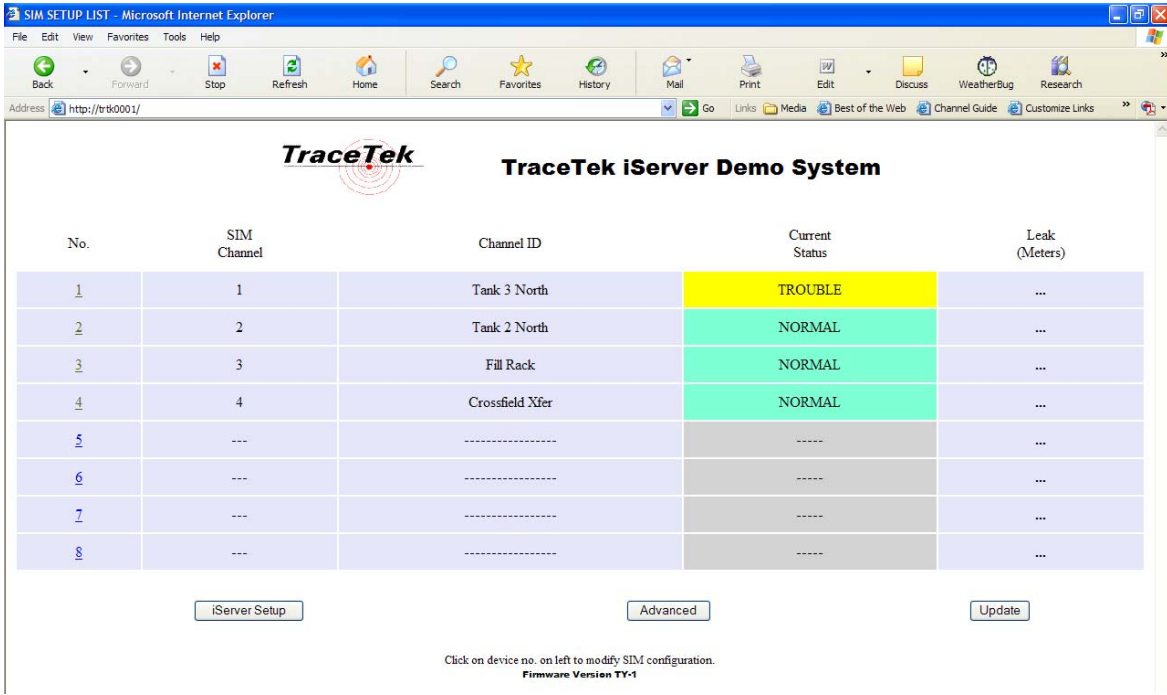 SIM SETUP LIST - Microsoft Internet Explorer
File Edit View Favorites Tools Help
Back Forward Stop Refresh Home Search Favorites History Mail Print Edit Discuss WeatherBug Research »
Address http://trtk0001/ Go Links Media Best of the Web Channel Guide Customize Links »
TraceTek TraceTek iServer Demo System
No. SIM Channel Channel ID Current Status Leak (Meters)
1 1 Tank 3 North TROUBLE ...
2 2 Tank 2 North NORMAL ...
3 3 Fill Rack NORMAL ...
4 4 Crossfield Xfer NORMAL ...
5 --- ---------------- ----- ...
6 --- ---------------- ----- ...
7 --- ---------------- ----- ...
8 --- ---------------- ----- ...
iServer Setup Advanced Update
Click on device no. on left to modify SIM configuration.
Firmware Version TY-1